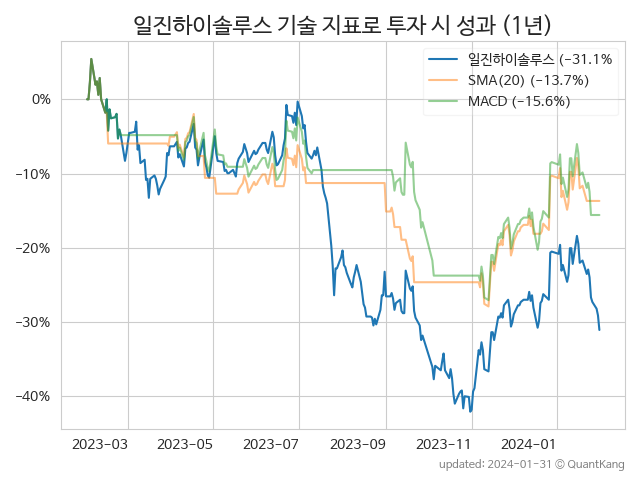 일진하이솔루스 기술 지표로 투자 시 성과 (1년)
일진하이솔루스 (−31.1%
SMA(20) (−13.7%)
MACD (−15.6%)
0%
−10%
−20%
−30%
−40%
2023-03
2023-05
2023-07
2023-09
2023-11
2024-01
updated: 2024-01-31 © QuantKang